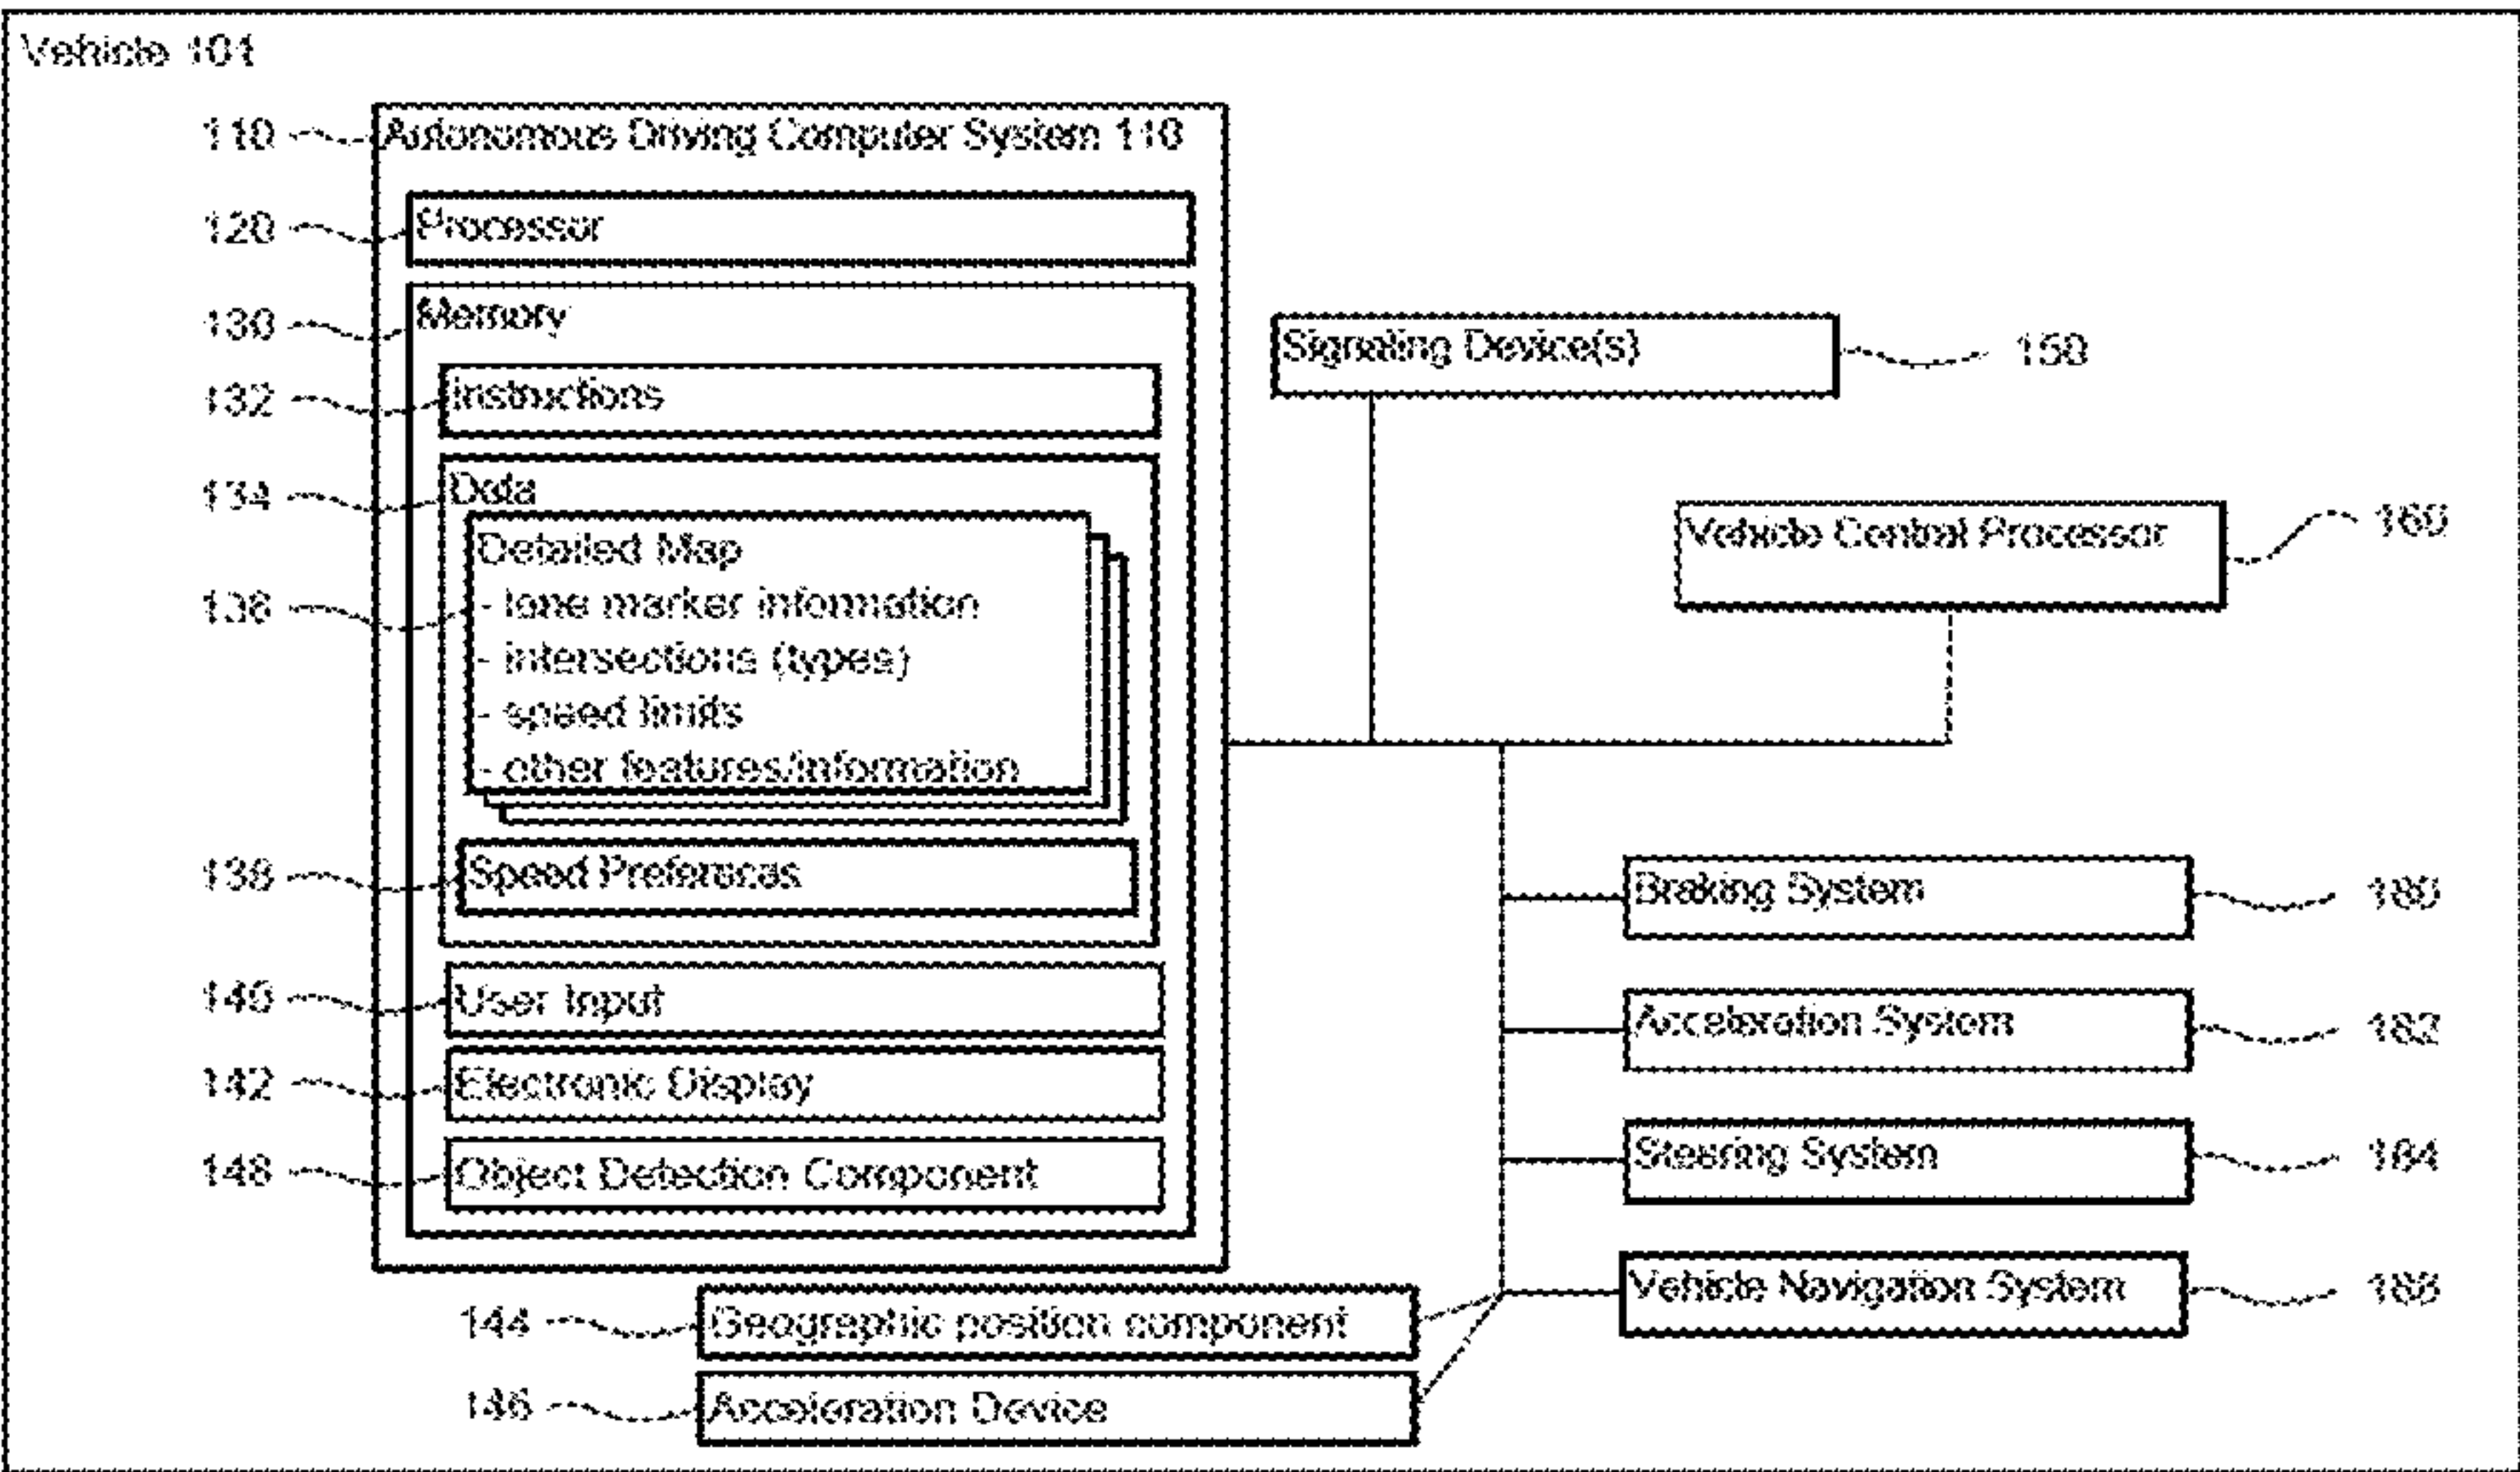 Vehicle 101
110
Autonomous Driving Computer System 110
120
Processor
130
Memory
132
Instructions
134
Data
136
Detailed Map
- lane marker information
- intersections (types)
- speed limits
- other features/information
138
Speed Preferences
140
User Input
142
Electronic Display
148
Object Detection Component
144
Geographic position component
146
Acceleration Device
Signaling Device(s)
150
Vehicle Central Processor
160
Braking System
180
Acceleration System
182
Steering System
184
Vehicle Navigation System